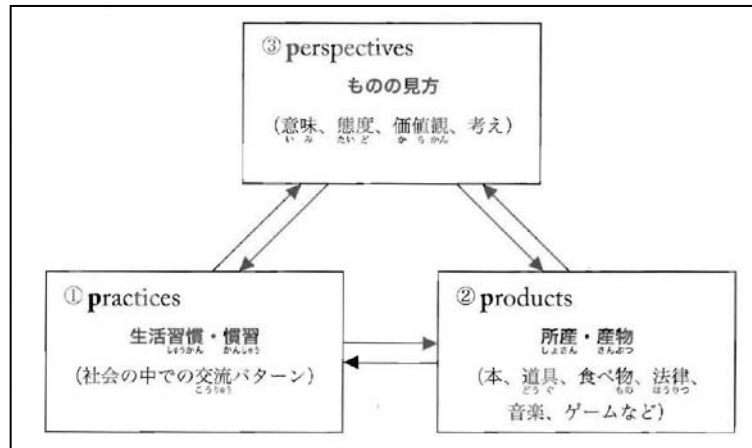 ③ perspectives
ものの見方
(意味、態度、価値観、考え)
いみ たいど かちかん
① practices
生活習慣・慣習
しゅうかん かんしゅう
(社会の中での交流パターン)
こうりゅう
② products
所産・産物
しょさん さんぶつ
(本、道具、食べ物、法律、
どうぐ もの ほうりつ
音楽、ゲームなど)